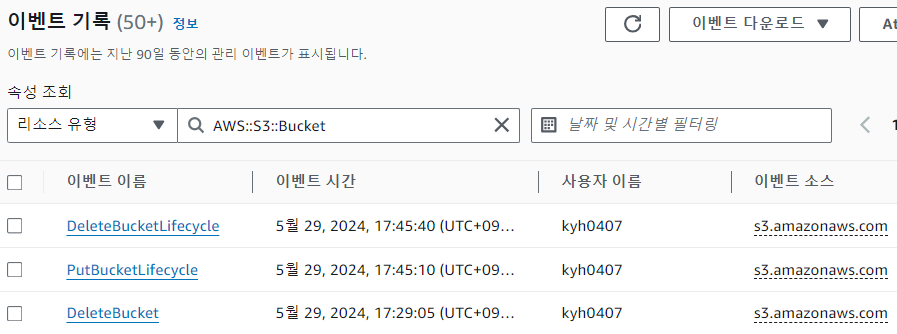 이벤트 기록 (50+) 정보
이벤트 다운로드
At
이벤트 기록에는 지난 90일 동안의 관리 이벤트가 표시됩니다.
속성 조회
리소스 유형 AWS::S3::Bucket 날짜 및 시간별 필터링 1
이벤트 이름 이벤트 시간 사용자 이름 이벤트 소스
DeleteBucketLifecycle 5월 29, 2024, 17:45:40 (UTC+09... kyh0407 s3.amazonaws.com
PutBucketLifecycle 5월 29, 2024, 17:45:10 (UTC+09... kyh0407 s3.amazonaws.com
DeleteBucket 5월 29, 2024, 17:29:05 (UTC+09... kyh0407 s3.amazonaws.com